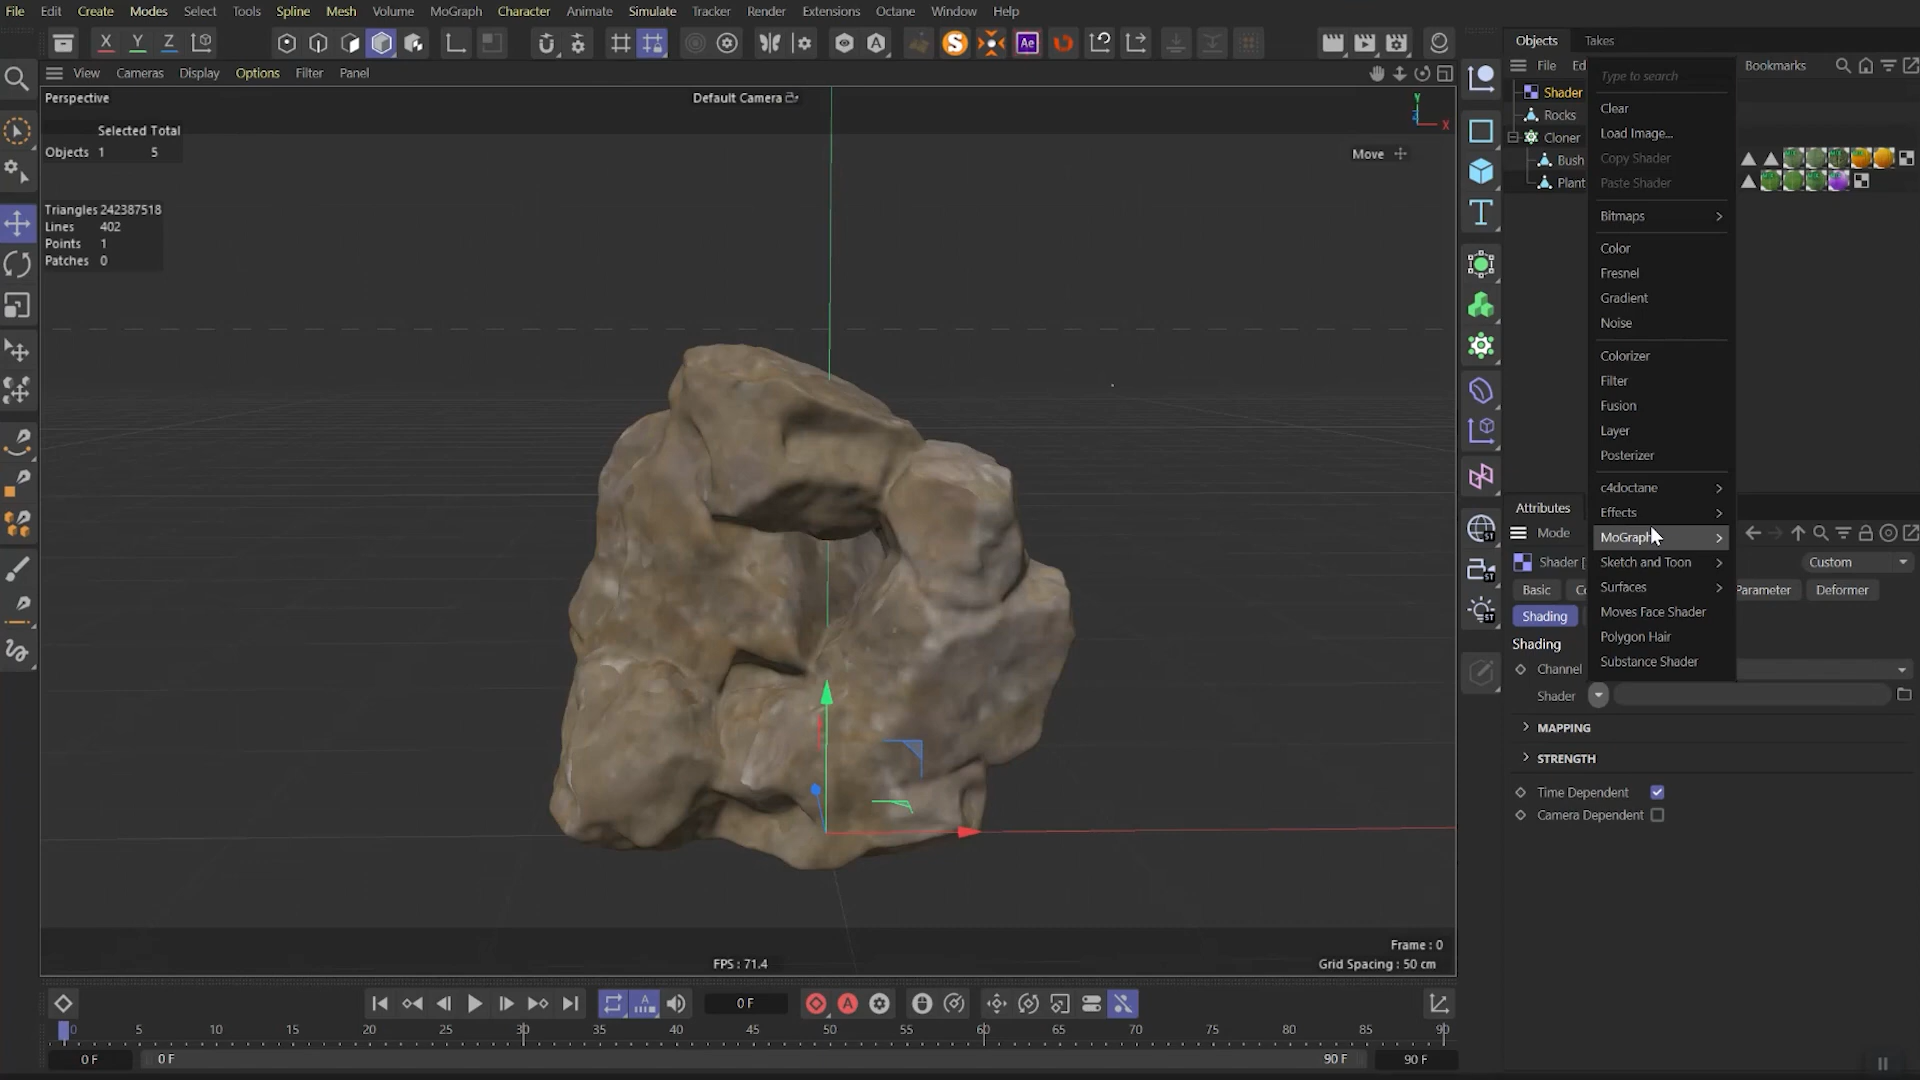 File Edit Create Modes Select Tools Spline Mesh Volume MoGraph Character Animate Simulate Tracker Render Extensions Octane Window Help
X Y Z
S
Ae
A
View Cameras Display Options Filter Panel
Perspective
Default Camera
Y
X
Selected Total
Objects 1 5
Move
Triangles 242387518
Lines 402
Points 1
Patches 0
FPS : 71.4
Frame : 0
Grid Spacing : 50 cm
0 F
0 5 10 15 20 25 30 35 40 45 50 55 60 65 70 75 80 85 90
0 F 0 F 90 F 90 F
T
ST
ST
ST
Objects Takes
File Ed Bookmarks
Shader
Rocks
Cloner
Bush
Plant
Type to search
Clear
Load Image...
Copy Shader
Paste Shader
Bitmaps
Color
Fresnel
Gradient
Noise
Colorizer
Filter
Fusion
Layer
Posterizer
c4doctane
Effects
MoGraph
Sketch and Toon
Surfaces
Moves Face Shader
Polygon Hair
Substance Shader
Attributes
Mode
Shader [
Custom
Basic Co Parameter Deformer
Shading
Shading
Channel
Shader
MAPPING
STRENGTH
Time Dependent
Camera Dependent